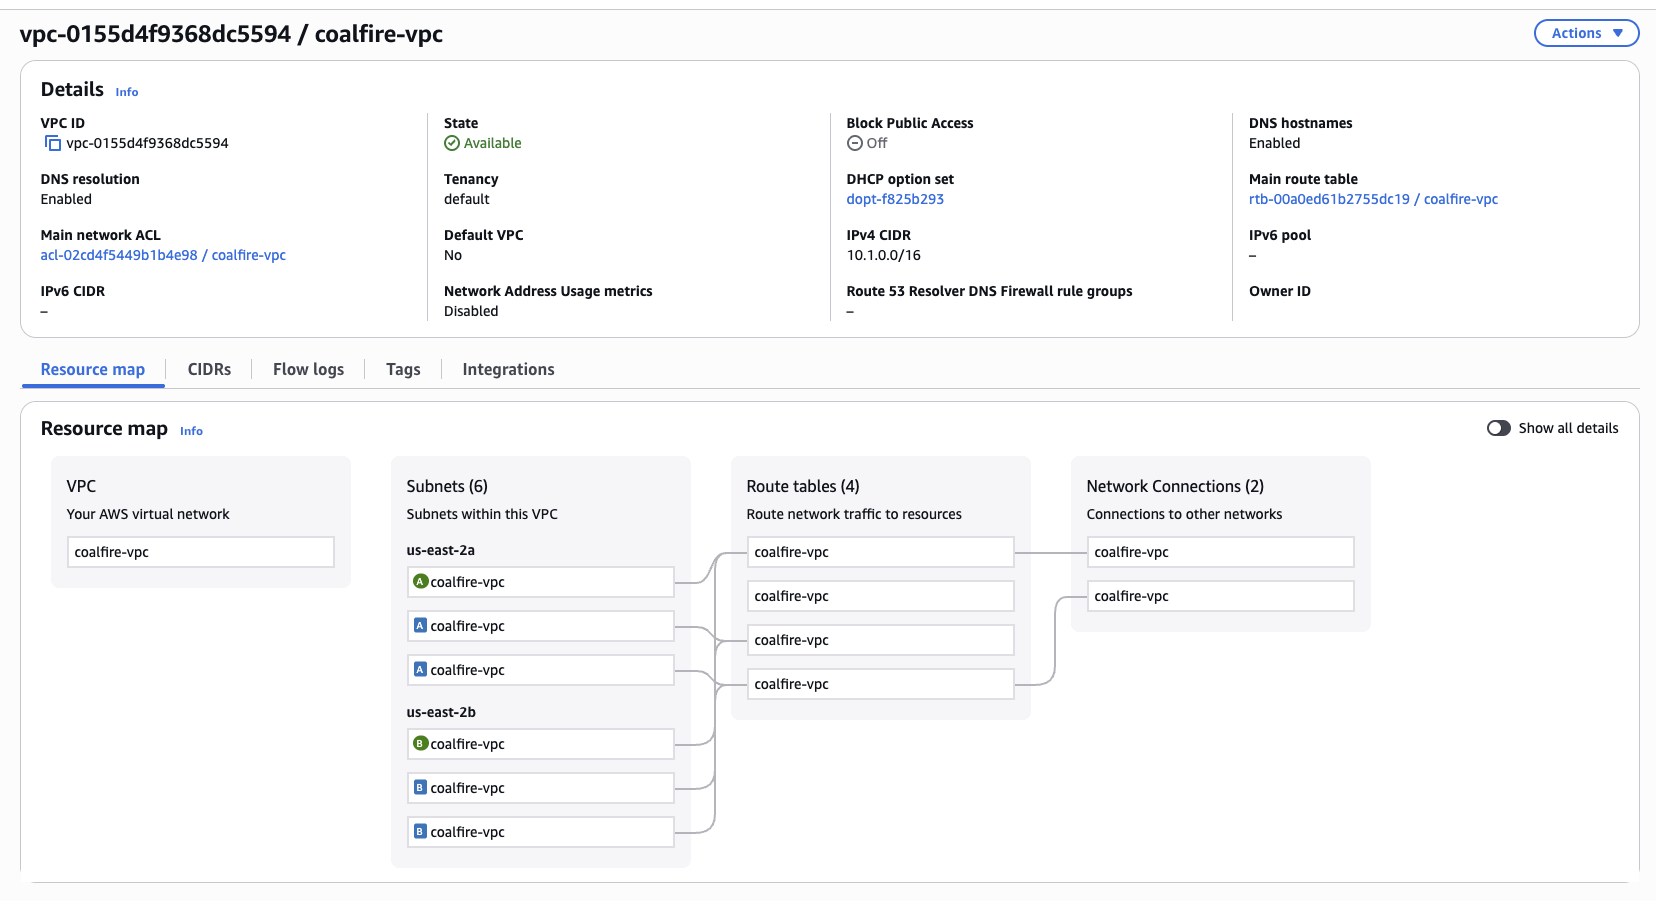 vpc-0155d4f9368dc5594 / coalfire-vpc
Actions
Details Info
VPC ID
vpc-0155d4f9368dc5594
State
Available
Block Public Access
Off
DNS hostnames
Enabled
DNS resolution
Enabled
Tenancy
default
DHCP option set
dopt-f825b293
Main route table
rtb-00a0ed61b2755dc19 / coalfire-vpc
Main network ACL
acl-02cd4f5449b1b4e98 / coalfire-vpc
Default VPC
No
IPv4 CIDR
10.1.0.0/16
IPv6 pool
–
IPv6 CIDR
–
Network Address Usage metrics
Disabled
Route 53 Resolver DNS Firewall rule groups
–
Owner ID
Resource map
CIDRs
Flow logs
Tags
Integrations
Resource map Info
Show all details
VPC
Your AWS virtual network
coalfire-vpc
Subnets (6)
Subnets within this VPC
us-east-2a
A coalfire-vpc
A coalfire-vpc
A coalfire-vpc
us-east-2b
B coalfire-vpc
B coalfire-vpc
B coalfire-vpc
Route tables (4)
Route network traffic to resources
coalfire-vpc
coalfire-vpc
coalfire-vpc
coalfire-vpc
Network Connections (2)
Connections to other networks
coalfire-vpc
coalfire-vpc